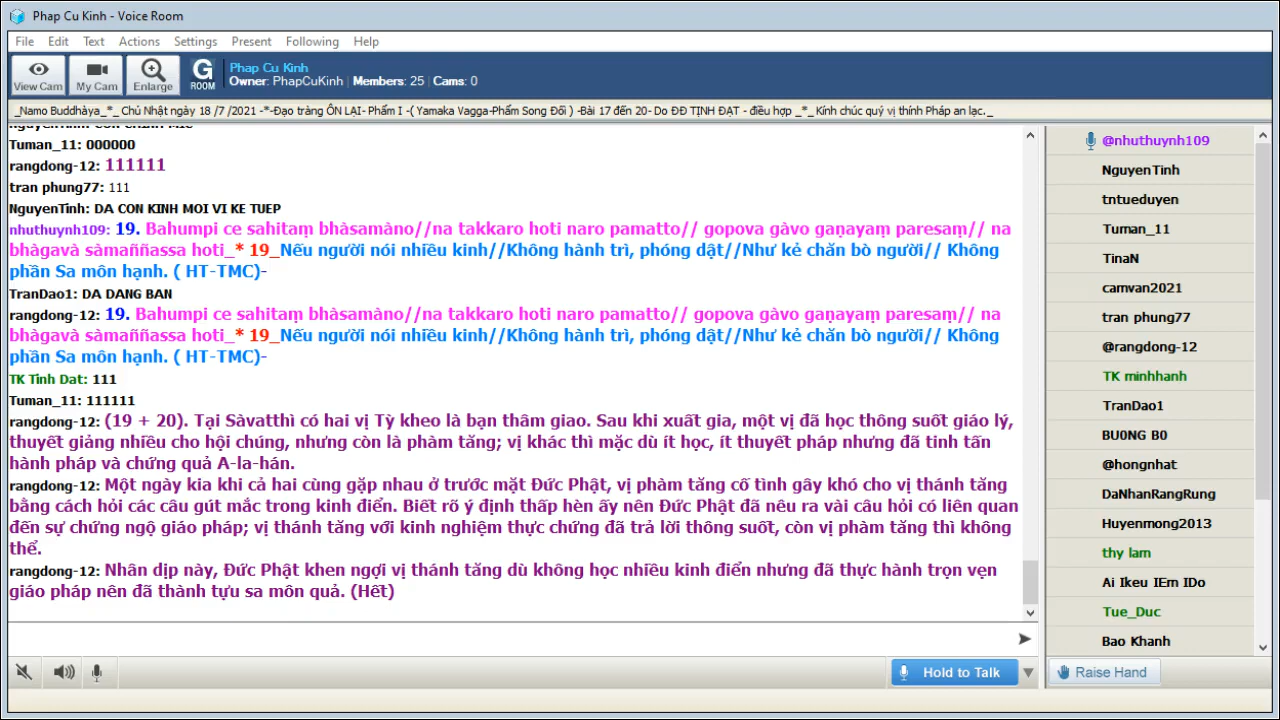 Phap Cu Kinh - Voice Room
File Edit Text Actions Settings Present Following Help
View Cam My Cam Enlarge G ROOM
Phap Cu Kinh
Owner: PhapCuKinh | Members: 25 | Cams: 0
_Namo Buddhàya_*_ Chủ Nhật ngày 18 /7 /2021 -*-Đạo tràng ÔN LẠI- Phẩm I -( Yamaka Vagga-Phẩm Song Đối ) -Bài 17 đến 20- Do ĐĐ TỊNH ĐẠT - điều hợp _*_ Kính chúc quý vị thính Pháp an lạc._
Tuman_11: 000000
rangdong-12: 111111
tran phung77: 111
NguyenTinh: DA CON KINH MOI VI KE TUEP
nhuthuynh109: 19. Bahumpi ce sahitaṃ bhàsamàno//na takkaro hoti naro pamatto// gopova gàvo gaṇayaṃ paresaṃ// na
bhàgavà sàmaññassa hoti_* 19_Nếu người nói nhiều kinh//Không hành trì, phóng dật//Như kẻ chăn bò người// Không
phần Sa môn hạnh. ( HT-TMC)-
TranDao1: DA DANG BAN
rangdong-12: 19. Bahumpi ce sahitaṃ bhàsamàno//na takkaro hoti naro pamatto// gopova gàvo gaṇayaṃ paresaṃ// na
bhàgavà sàmaññassa hoti_* 19_Nếu người nói nhiều kinh//Không hành trì, phóng dật//Như kẻ chăn bò người// Không
phần Sa môn hạnh. ( HT-TMC)-
TK Tinh Dat: 111
Tuman_11: 111111
rangdong-12: (19 + 20). Tại Sàvatthì có hai vị Tỳ kheo là bạn thâm giao. Sau khi xuất gia, một vị đã học thông suốt giáo lý,
thuyết giảng nhiều cho hội chúng, nhưng còn là phàm tăng; vị khác thì mặc dù ít học, ít thuyết pháp nhưng đã tinh tấn
hành pháp và chứng quả A-la-hán.
rangdong-12: Một ngày kia khi cả hai cùng gặp nhau ở trước mặt Đức Phật, vị phàm tăng cố tình gây khó cho vị thánh tăng
bằng cách hỏi các câu gút mắc trong kinh điển. Biết rõ ý định thấp hèn ấy nên Đức Phật đã nêu ra vài câu hỏi có liên quan
đến sự chứng ngộ giáo pháp; vị thánh tăng với kinh nghiệm thực chứng đã trả lời thông suốt, còn vị phàm tăng thì không
thể.
rangdong-12: Nhân dịp này, Đức Phật khen ngợi vị thánh tăng dù không học nhiều kinh điển nhưng đã thực hành trọn vẹn
giáo pháp nên đã thành tựu sa môn quả. (Hết)
@nhuthuynh109
NguyenTinh
tntueduyen
Tuman_11
TinaN
camvan2021
tran phung77
@rangdong-12
TK minhhanh
TranDao1
BU0NG B0
@hongnhat
DaNhanRangRung
Huyenmong2013
thy lam
Ai Ikeu IEm IDo
Tue_Duc
Bao Khanh
Hold to Talk
Raise Hand